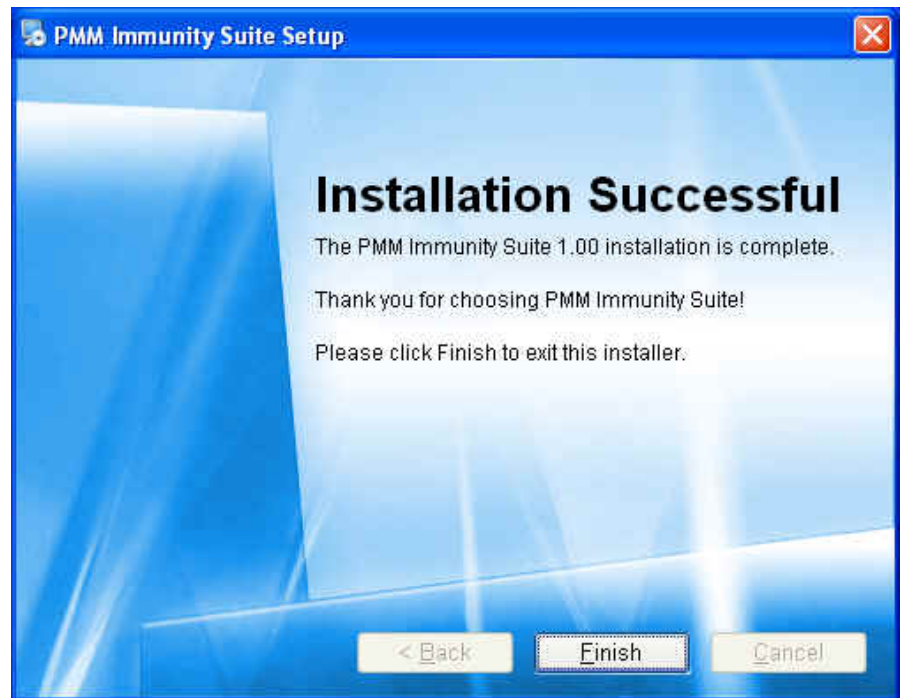 PMM Immunity Suite Setup
Installation Successful
The PMM Immunity Suite 1.00 installation is complete.
Thank you for choosing PMM Immunity Suite!
Please click Finish to exit this installer.
< Back Finish Cancel